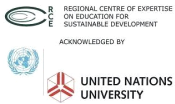 RCE
REGIONAL CENTRE OF EXPERTISE
ON EDUCATION FOR
SUSTAINABLE DEVELOPMENT
ACKNOWLEDGED BY
UNITED NATIONS
UNIVERSITY